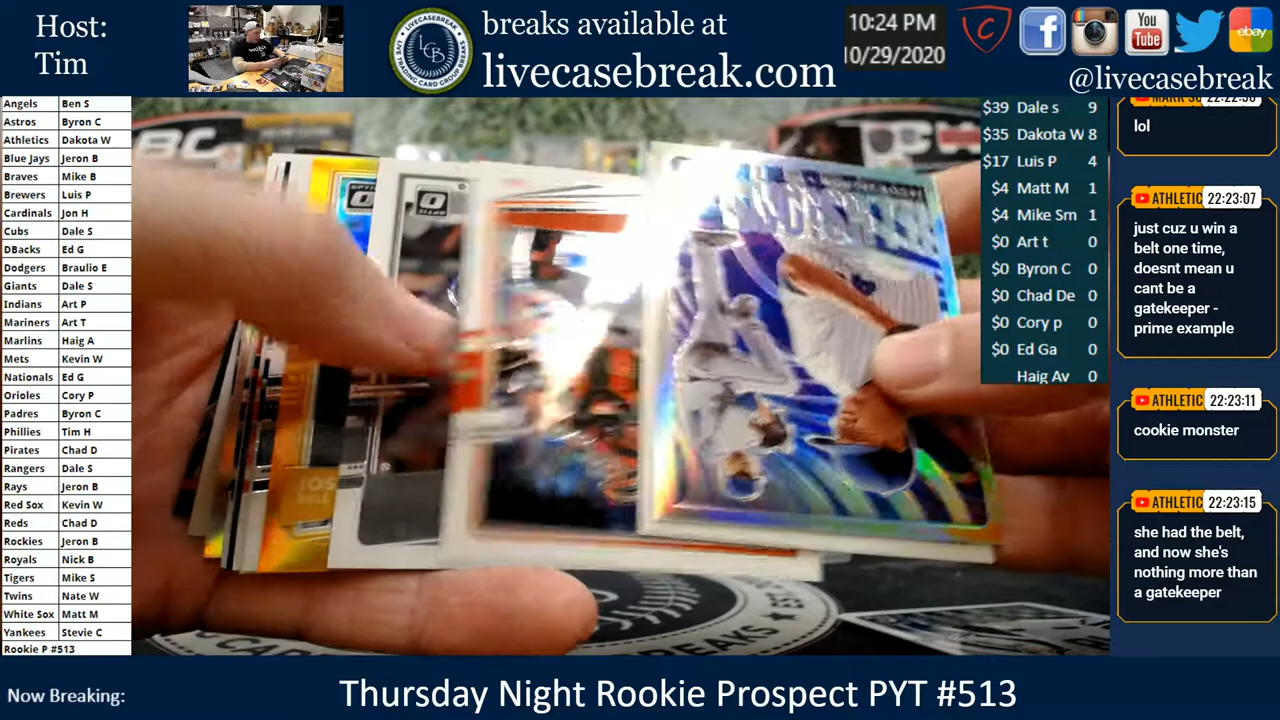 Host:
Tim
LCB
breaks available at
livecasebreak.com
10:24 PM
10/29/2020
f
You
Tube
ebay
@livecasebreak
Angels Ben S
Astros Byron C
Athletics Dakota W
Blue Jays Jeron B
Braves Mike B
Brewers Luis P
Cardinals Jon H
Cubs Dale S
DBacks Ed G
Dodgers Braulio E
Giants Dale S
Indians Art P
Mariners Art T
Marlins Haig A
Mets Kevin W
Nationals Ed G
Orioles Cory P
Padres Byron C
Phillies Tim H
Pirates Chad D
Rangers Dale S
Rays Jeron B
Red Sox Kevin W
Reds Chad D
Rockies Jeron B
Royals Nick B
Tigers Mike S
Twins Nate W
White Sox Matt M
Yankees Stevie C
Rookie P #513
$39 Dale s 9
$35 Dakota W 8
$17 Luis P 4
$4 Matt M 1
$4 Mike Sm 1
$0 Art t 0
$0 Byron C 0
$0 Chad De 0
$0 Cory p 0
$0 Ed Ga 0
Haig Av 0
lol
ATHLETIC 22:23:07
just cuz u win a
belt one time,
doesnt mean u
cant be a
gatekeeper -
prime example
ATHLETIC 22:23:11
cookie monster
ATHLETIC 22:23:15
she had the belt,
and now she's
nothing more than
a gatekeeper
Now Breaking:
Thursday Night Rookie Prospect PYT #513